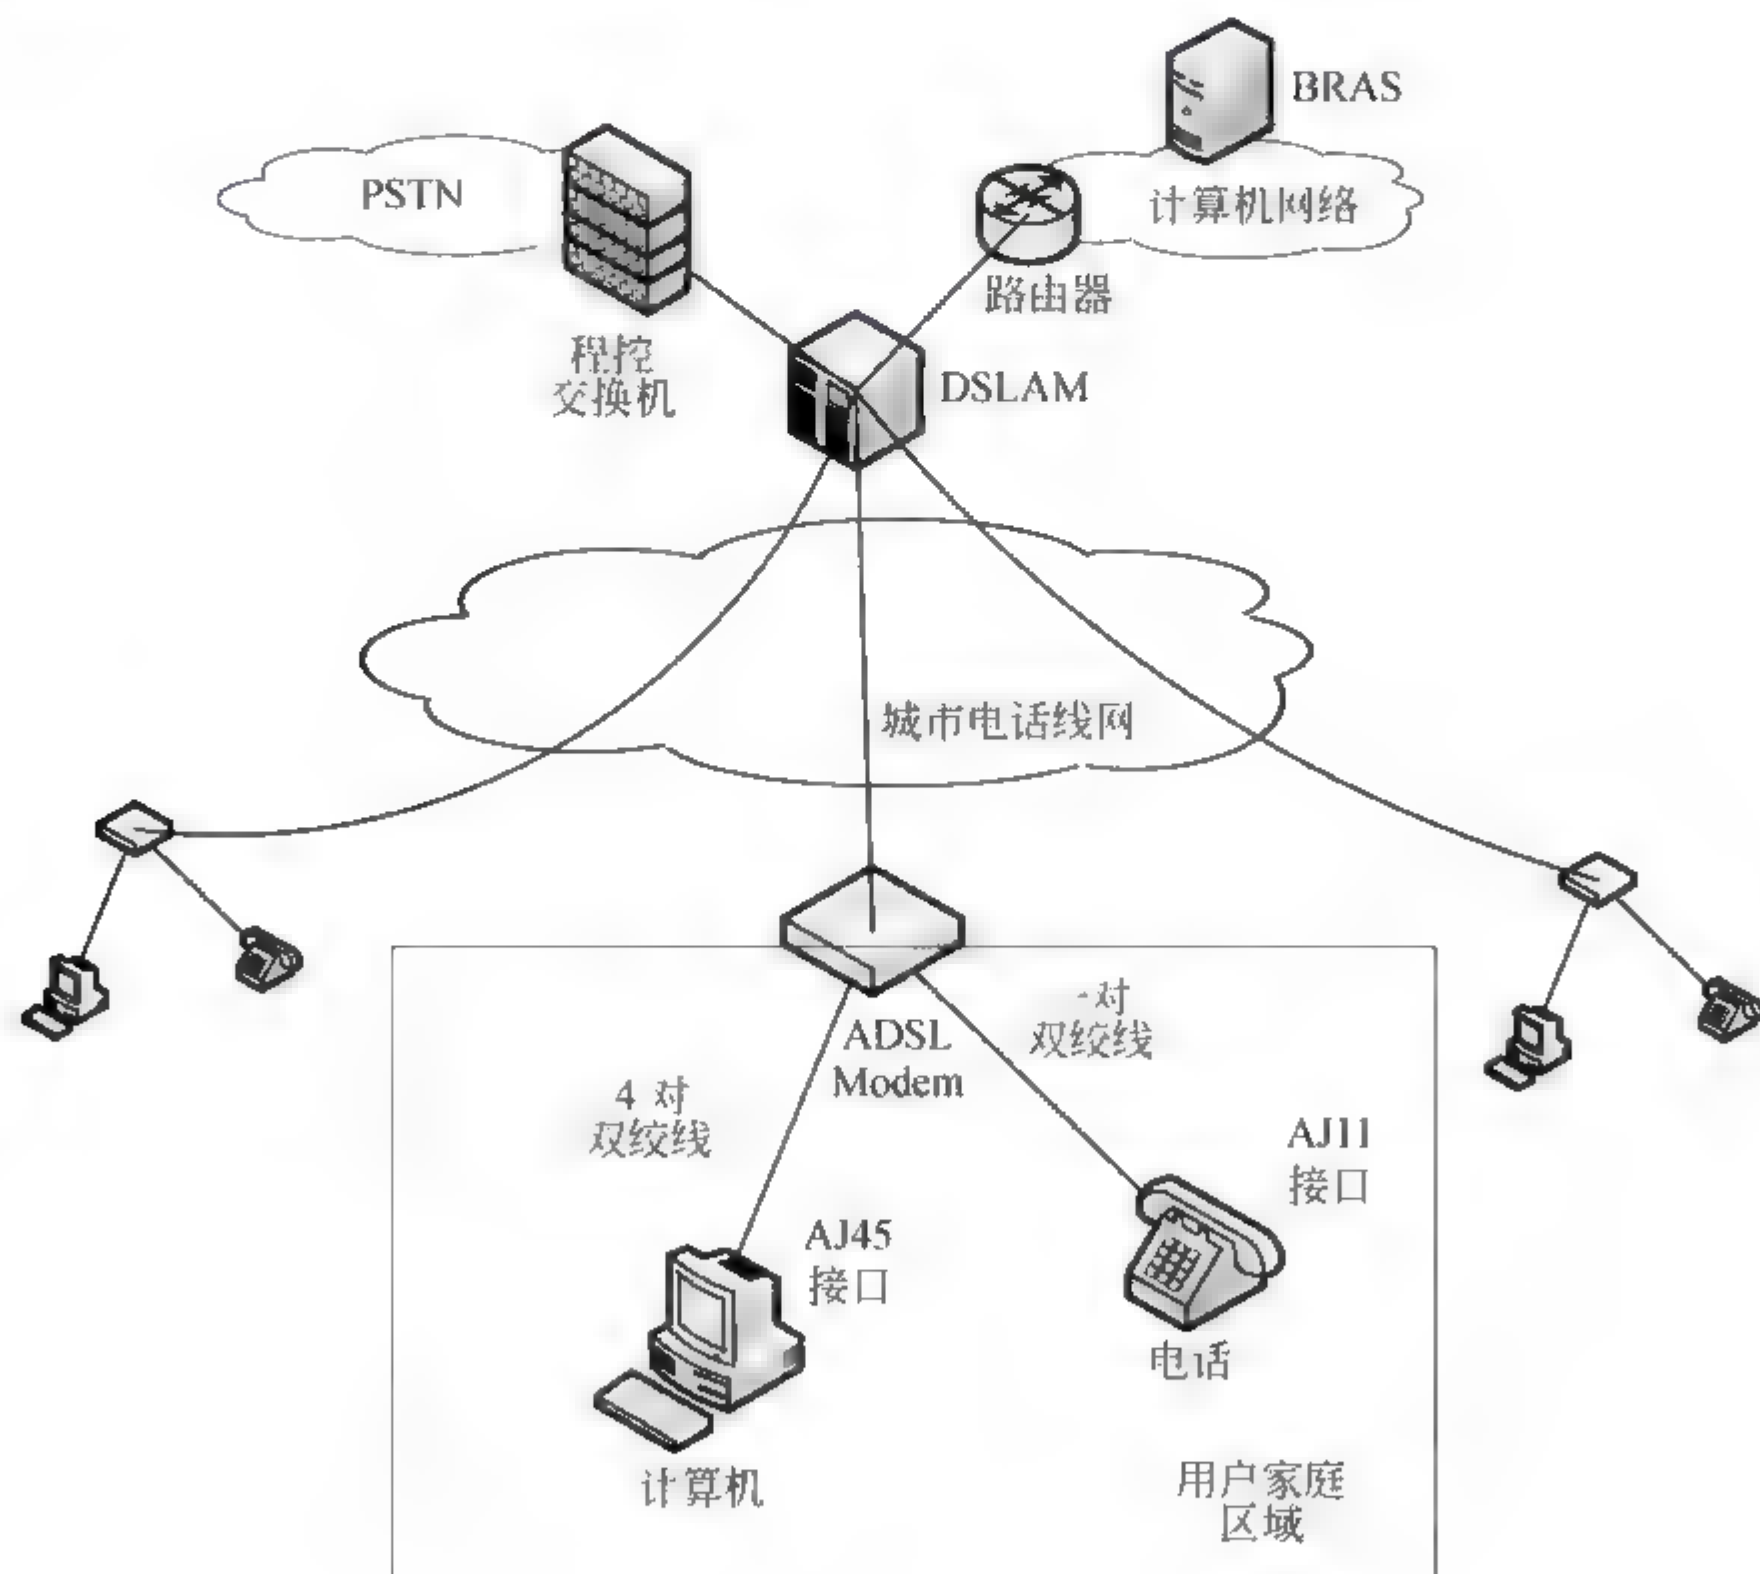 BRAS
PSTN
计算机网络
路由器
程控
交换机
DSLAM
城市电话线网
-对
双绞线
ADSL
Modem
4 对
双绞线
AJ11
接口
AJ45
接口
电话
计算机
用户家庭
区域